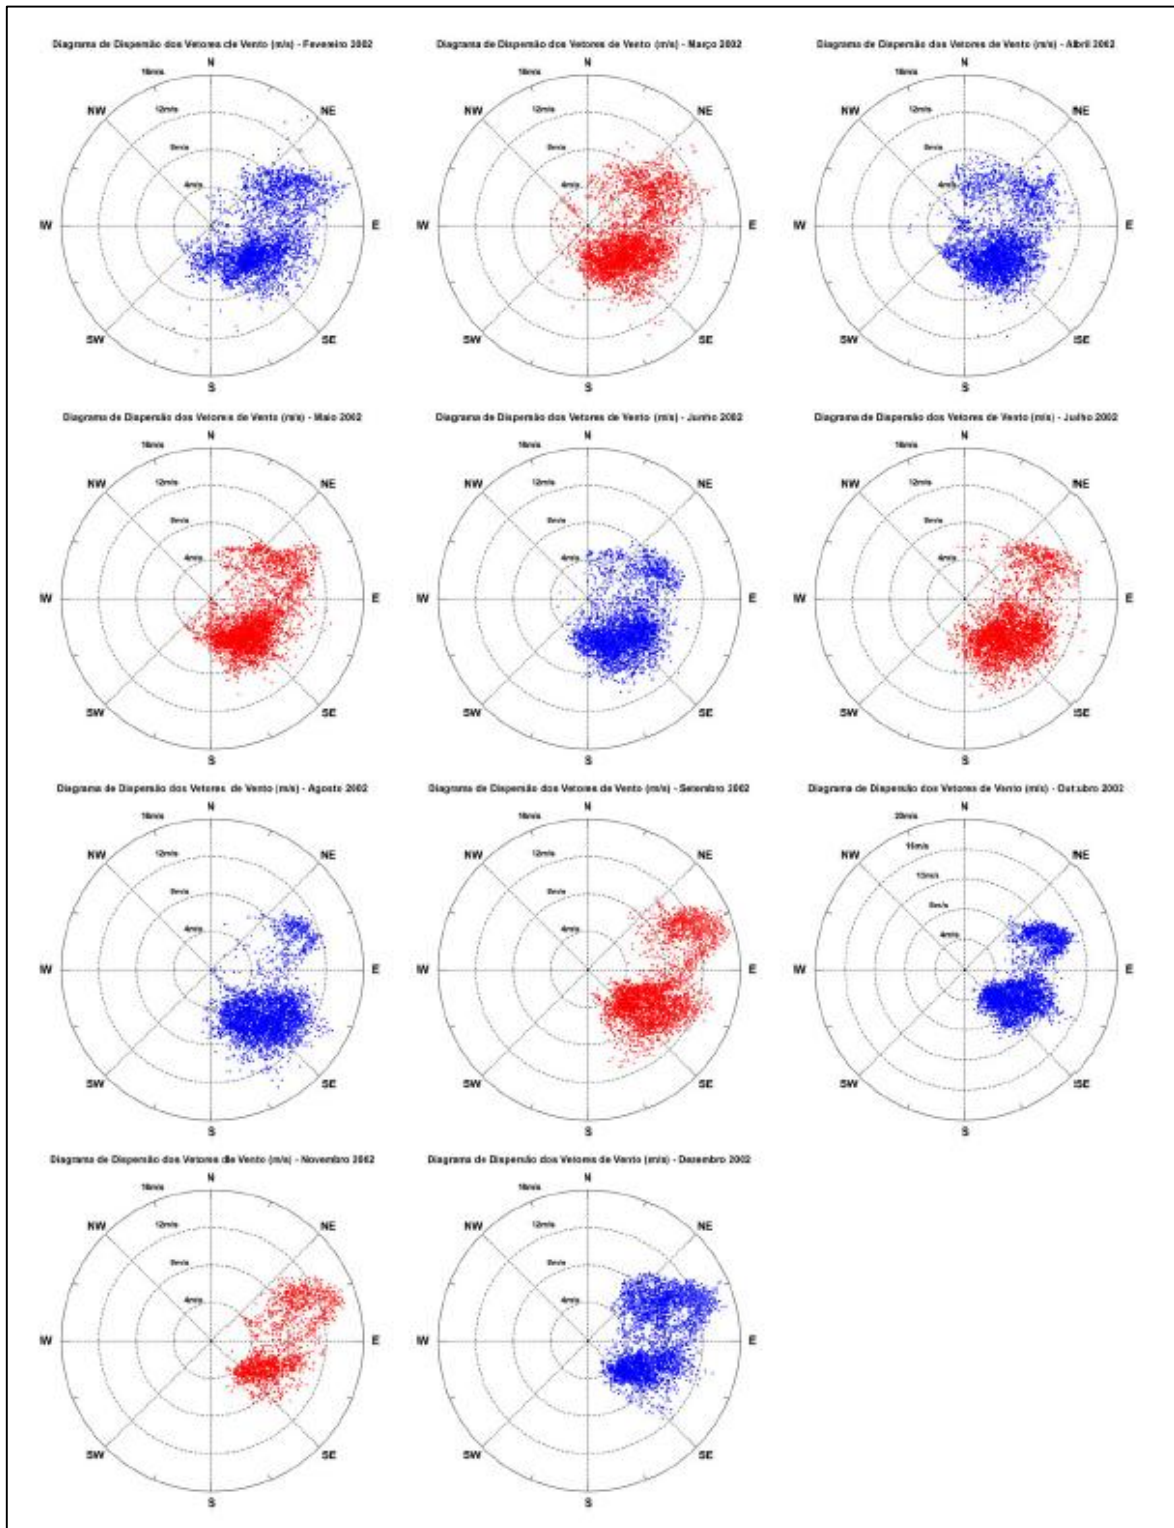 Diagrama de Dispersão dos Vetores de Vento (m/s) - Fevereiro 2002
Diagrama de Dispersão dos Vetores de Vento (m/s) - Março 2002
Diagrama de Dispersão dos Vetores de Vento (m/s) - Abril 2002
N
16m/s
12m/s
8m/s
4m/s
NW
NE
W
E
SW
SE
S
N
16m/s
12m/s
8m/s
4m/s
NW
NE
W
E
SW
SE
S
N
16m/s
12m/s
8m/s
4m/s
NW
NE
W
E
SW
SE
S
Diagrama de Dispersão dos Vetores de Vento (m/s) - Maio 2002
Diagrama de Dispersão dos Vetores de Vento (m/s) - Junho 2002
Diagrama de Dispersão dos Vetores de Vento (m/s) - Julho 2002
N
16m/s
12m/s
8m/s
4m/s
NW
NE
W
E
SW
SE
S
N
16m/s
12m/s
8m/s
4m/s
NW
NE
W
E
SW
SE
S
N
16m/s
12m/s
8m/s
4m/s
NW
NE
W
E
SW
SE
S
Diagrama de Dispersão dos Vetores de Vento (m/s) - Agosto 2002
Diagrama de Dispersão dos Vetores de Vento (m/s) - Setembro 2002
Diagrama de Dispersão dos Vetores de Vento (m/s) - Outubro 2002
N
16m/s
12m/s
8m/s
4m/s
NW
NE
W
E
SW
SE
S
N
16m/s
12m/s
8m/s
4m/s
NW
NE
W
E
SW
SE
S
N
20m/s
16m/s
12m/s
8m/s
4m/s
NW
NE
W
E
SW
SE
S
Diagrama de Dispersão dos Vetores de Vento (m/s) - Novembro 2002
Diagrama de Dispersão dos Vetores de Vento (m/s) - Dezembro 2002
N
16m/s
12m/s
8m/s
4m/s
NW
NE
W
E
SW
SE
S
N
16m/s
12m/s
8m/s
4m/s
NW
NE
W
E
SW
SE
S